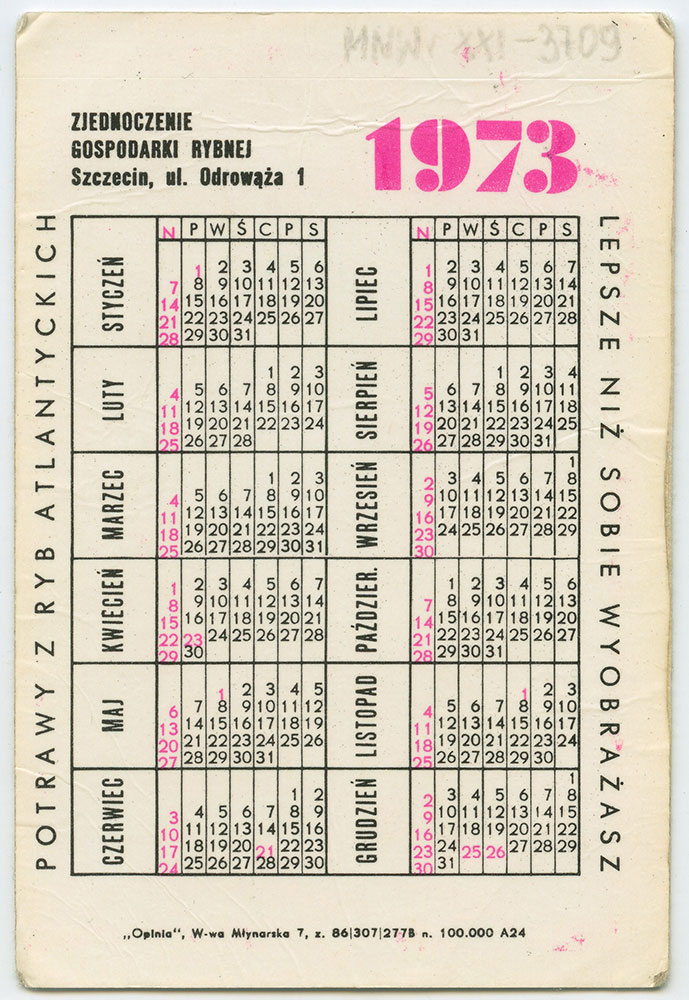 MNW XXI-3709
ZJEDNOCZENIE
GOSPODARKI RYBNEJ
Szczecin, ul. Odrowąża 1
1973
POTRAWY Z RYB ATLANTYCKICH
STYCZEŃ
N P W Ś C P S
1 2 3 4 5 6
7 8 9 10 11 12 13
14 15 16 17 18 19 20
21 22 23 24 25 26 27
28 29 30 31
LUTY
1 2 3
4 5 6 7 8 9 10
11 12 13 14 15 16 17
18 19 20 21 22 23 24
25 26 27 28
MARZEC
1 2 3
4 5 6 7 8 9 10
11 12 13 14 15 16 17
18 19 20 21 22 23 24
25 26 27 28 29 30 31
KWIECIEŃ
1 2 3 4 5 6 7
8 9 10 11 12 13 14
15 16 17 18 19 20 21
22 23 24 25 26 27 28
29 30
MAJ
1 2 3 4 5
6 7 8 9 10 11 12
13 14 15 16 17 18 19
20 21 22 23 24 25 26
27 28 29 30 31
CZERWIEC
1 2
3 4 5 6 7 8 9
10 11 12 13 14 15 16
17 18 19 20 21 22 23
24 25 26 27 28 29 30
LIPIEC
N P W Ś C P S
1 2 3 4 5 6 7
8 9 10 11 12 13 14
15 16 17 18 19 20 21
22 23 24 25 26 27 28
29 30 31
SIERPIEŃ
1 2 3 4
5 6 7 8 9 10 11
12 13 14 15 16 17 18
19 20 21 22 23 24 25
26 27 28 29 30 31
WRZESIEŃ
1
2 3 4 5 6 7 8
9 10 11 12 13 14 15
16 17 18 19 20 21 22
23 24 25 26 27 28 29
30
PAŹDZIER.
1 2 3 4 5 6
7 8 9 10 11 12 13
14 15 16 17 18 19 20
21 22 23 24 25 26 27
28 29 30 31
LISTOPAD
1 2 3
4 5 6 7 8 9 10
11 12 13 14 15 16 17
18 19 20 21 22 23 24
25 26 27 28 29 30
GRUDZIEŃ
1
2 3 4 5 6 7 8
9 10 11 12 13 14 15
16 17 18 19 20 21 22
23 24 25 26 27 28 29
30 31
LEPSZE NIŻ SOBIE WYOBRAŻASZ
„Opinia“, W-wa Młynarska 7, z. 86|307|277B n. 100.000 A24